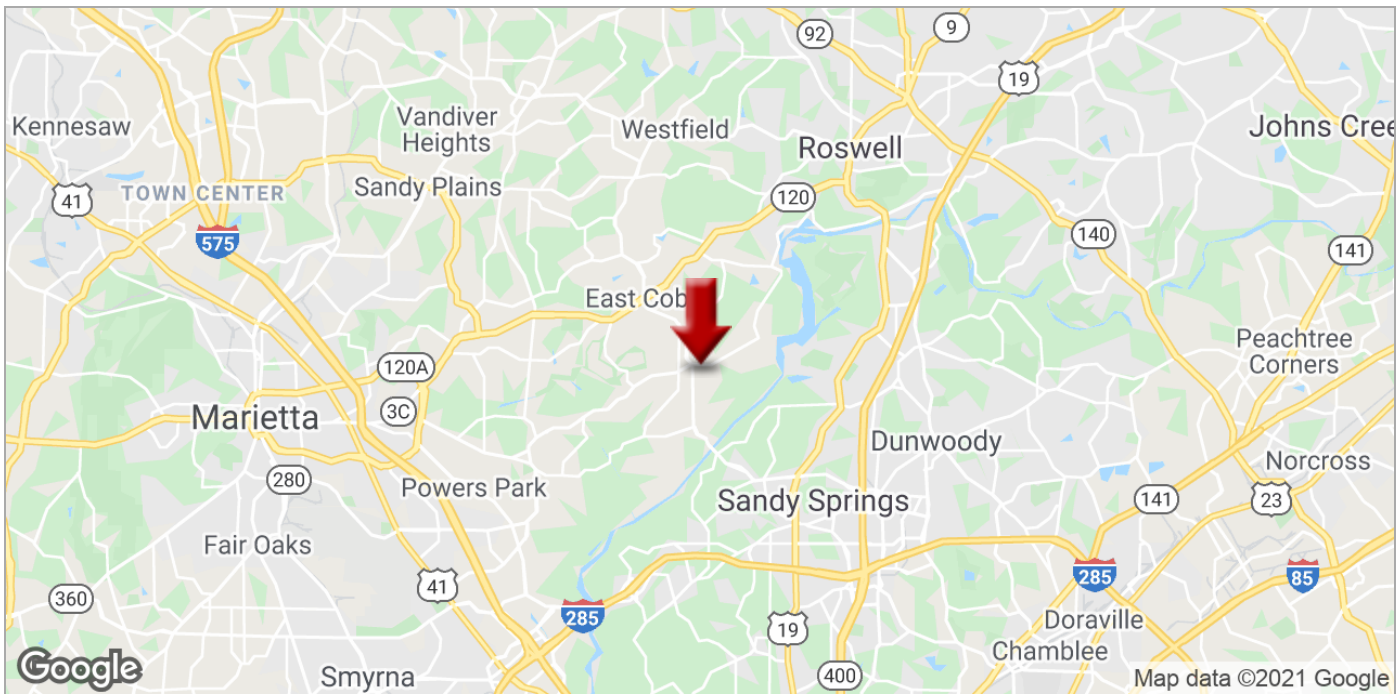 92
9
19
Kennesaw
Vandiver
Heights
Westfield
Roswell
Johns Cree
41
TOWN CENTER
Sandy Plains
120
575
140
141
East Cob
Peachtree
Corners
120A
3C
Marietta
Dunwoody
280
Powers Park
Norcross
Sandy Springs
141
23
Fair Oaks
41
285
85
360
285
19
Doraville
Chamblee
Google
Smyrna
400
Map data ©2021 Google